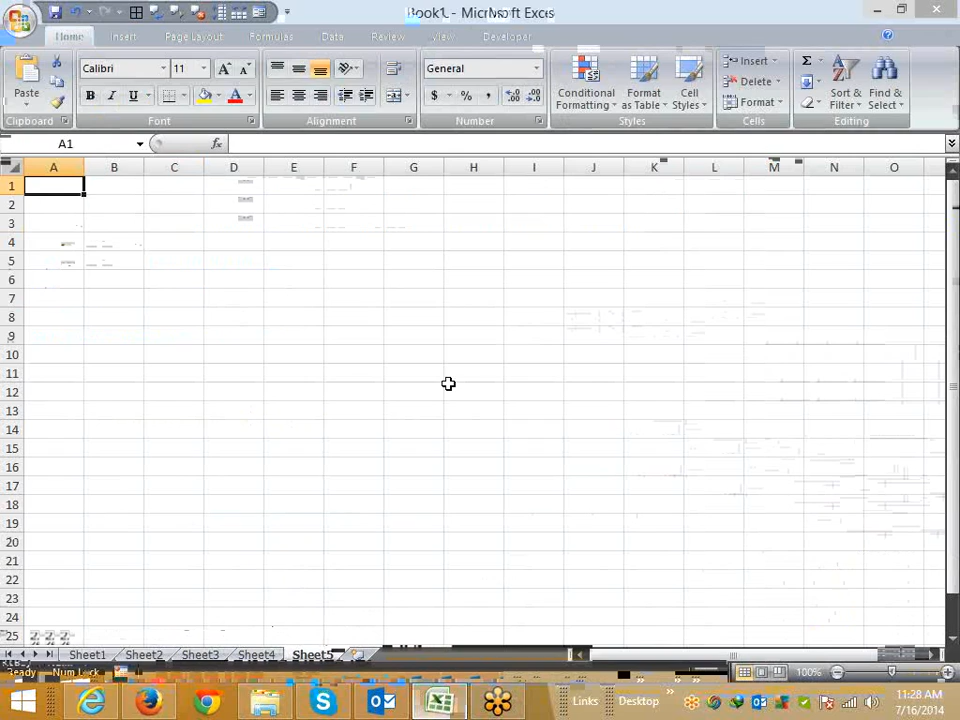 Book1 - Microsoft Excel
Home Insert Page Layout Formulas Data Review View Developer
Calibri 11 General Insert Σ
Paste Conditional Format Cell Delete Sort & Find &
B I U $ % , Formatting as Table Styles Format Filter Select
Clipboard Font Alignment Number Styles Cells Editing
A1 fx
A B C D E F G H I J K L M N O
1
2
3
4
5
6
7
8
9
10
11
12
13
14
15
16
17
18
19
20
21
22
23
24
25
Sheet1 Sheet2 Sheet3 Sheet4 Sheet5
Ready Num Lock 100%
Links Desktop 11:28 AM
7/16/2014